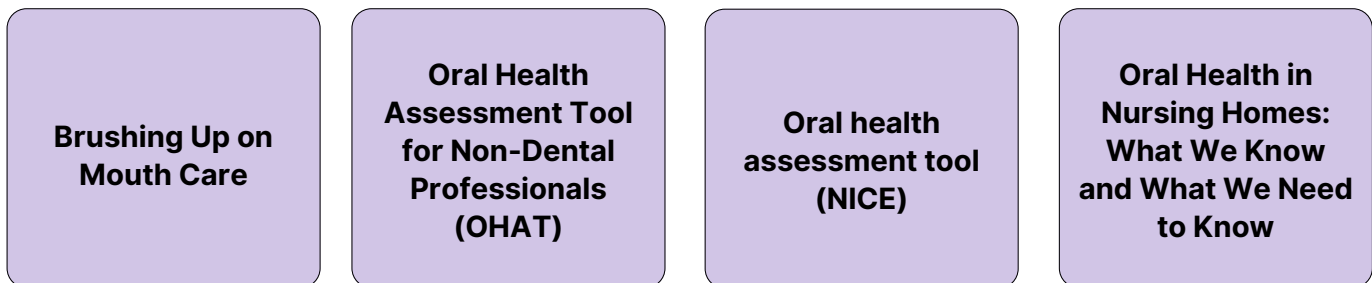 Brushing Up on
Mouth Care
Oral Health
Assessment Tool
for Non-Dental
Professionals
(OHAT)
Oral health
assessment tool
(NICE)
Oral Health in
Nursing Homes:
What We Know
and What We Need
to Know